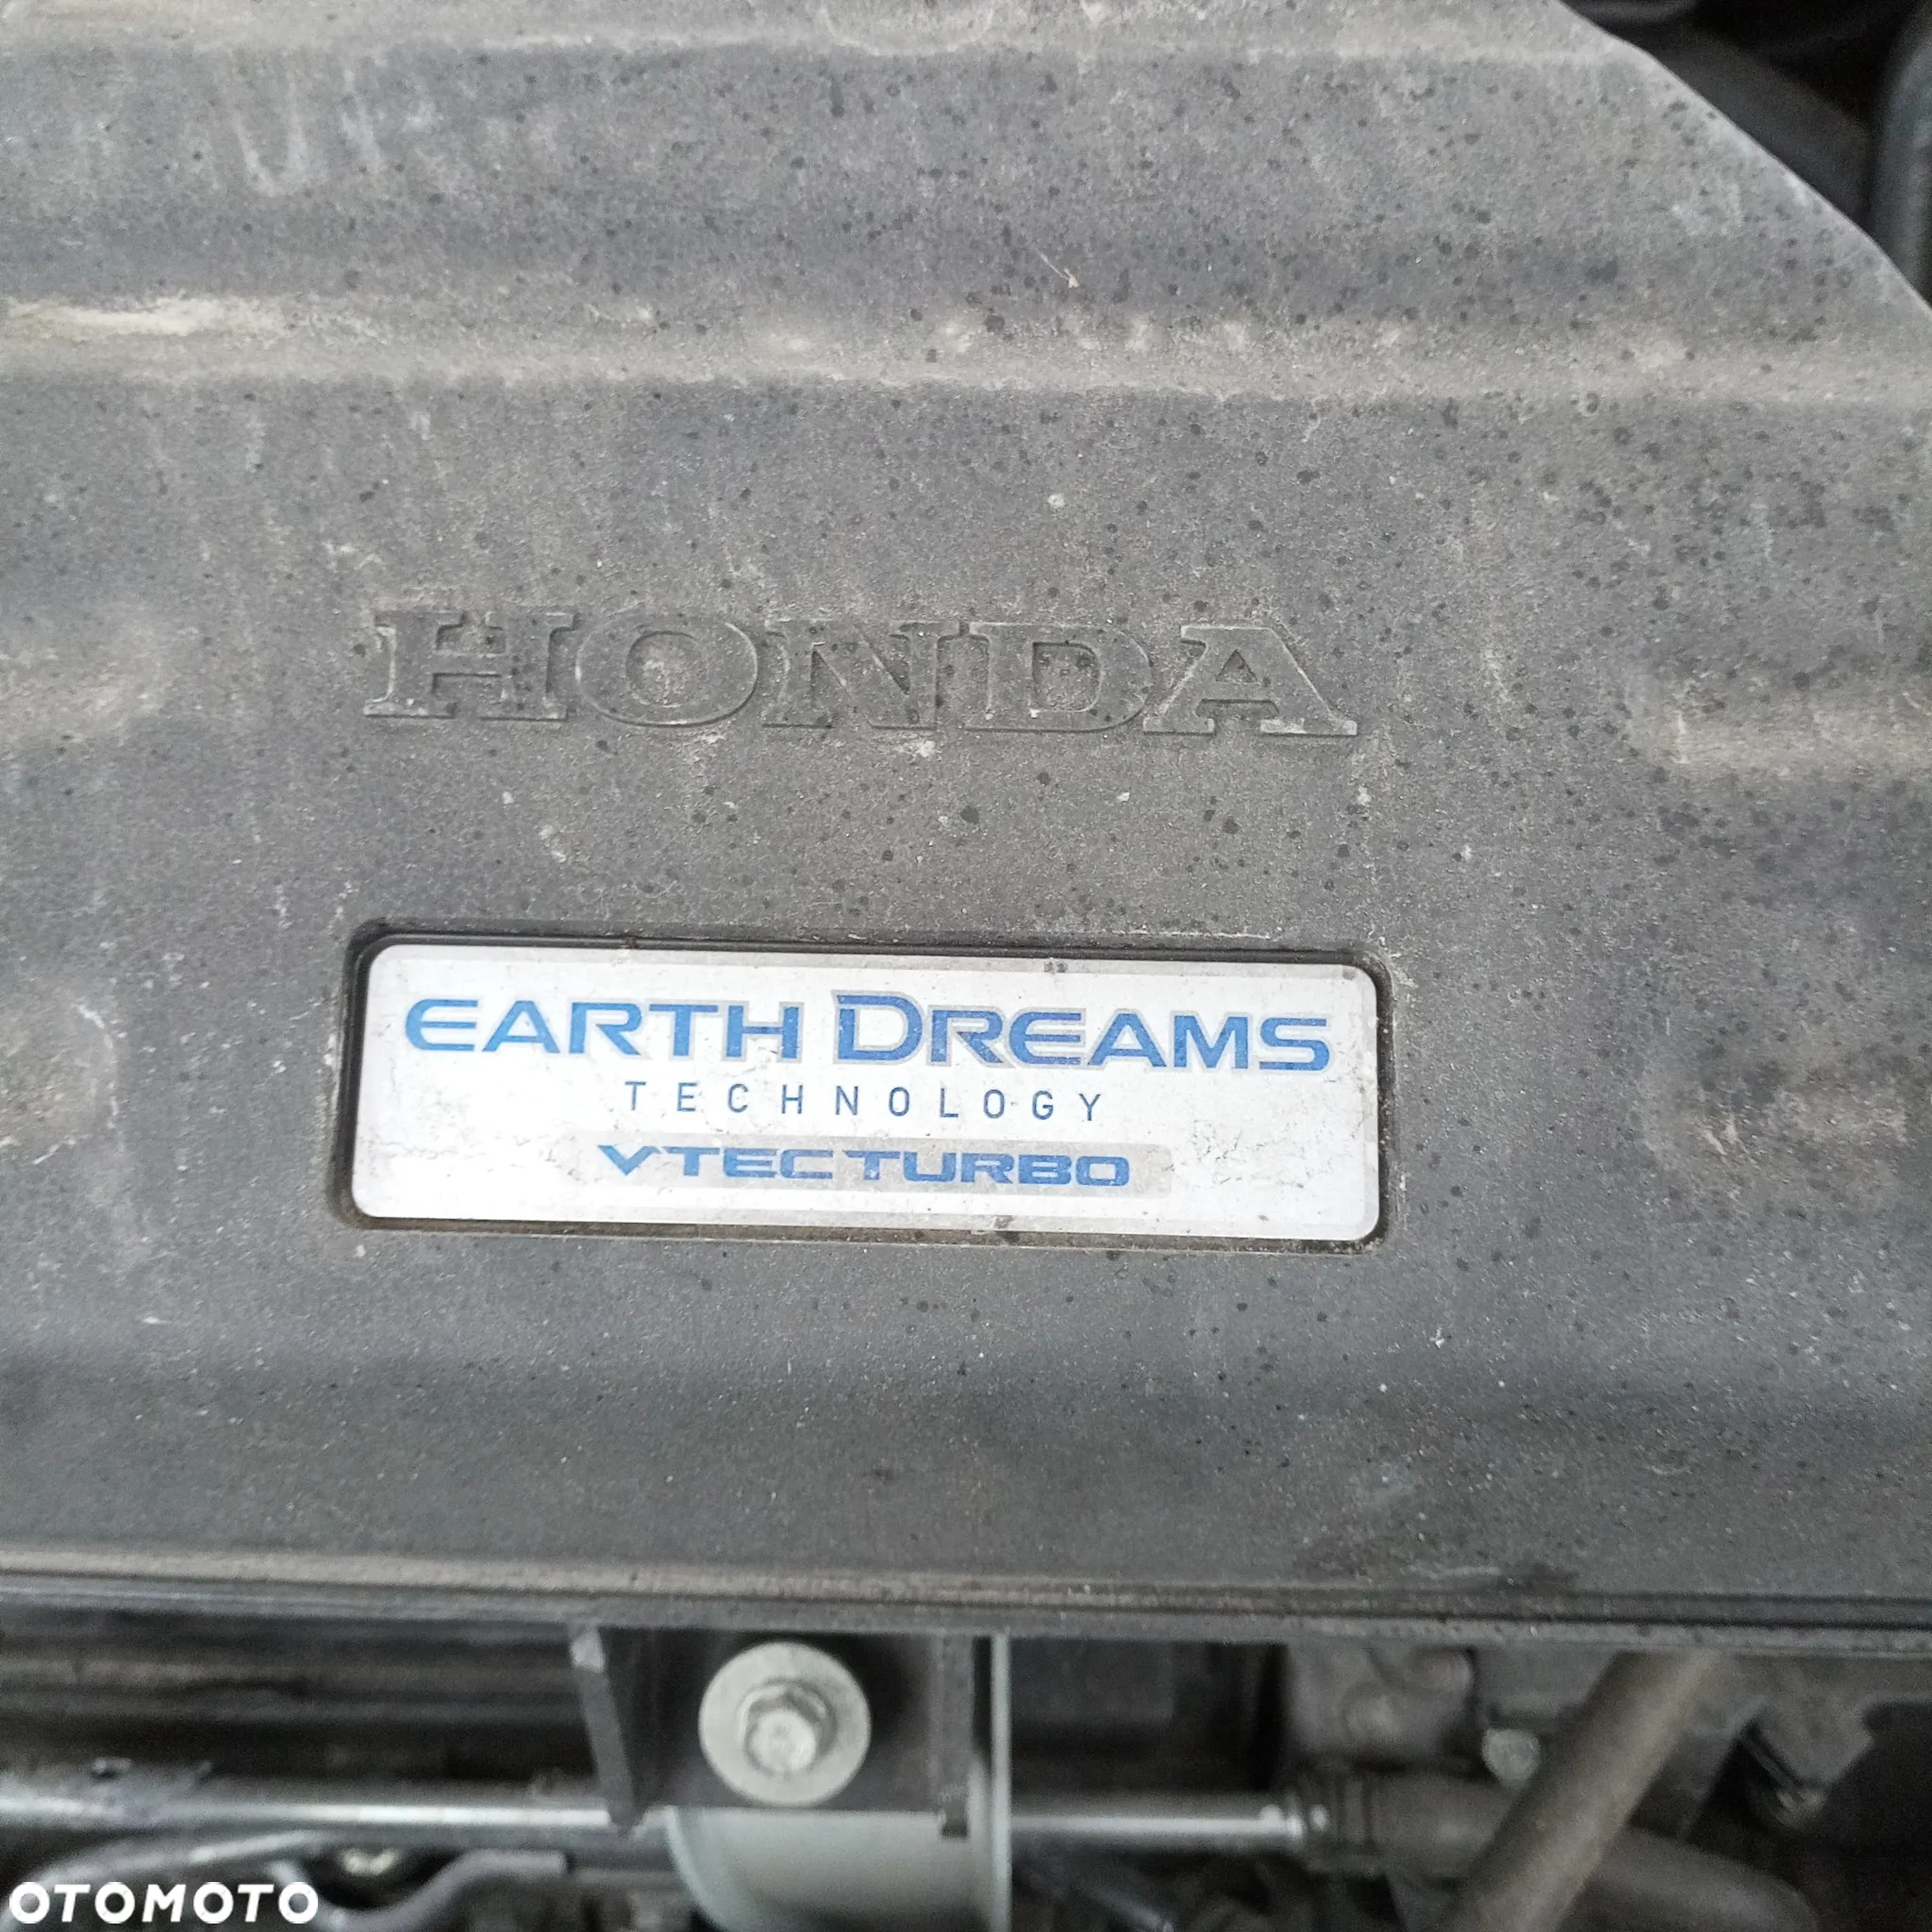 HONDA
EARTH DREAMS
TECHNOLOGY
VTEC TURBO
OTOMOTO